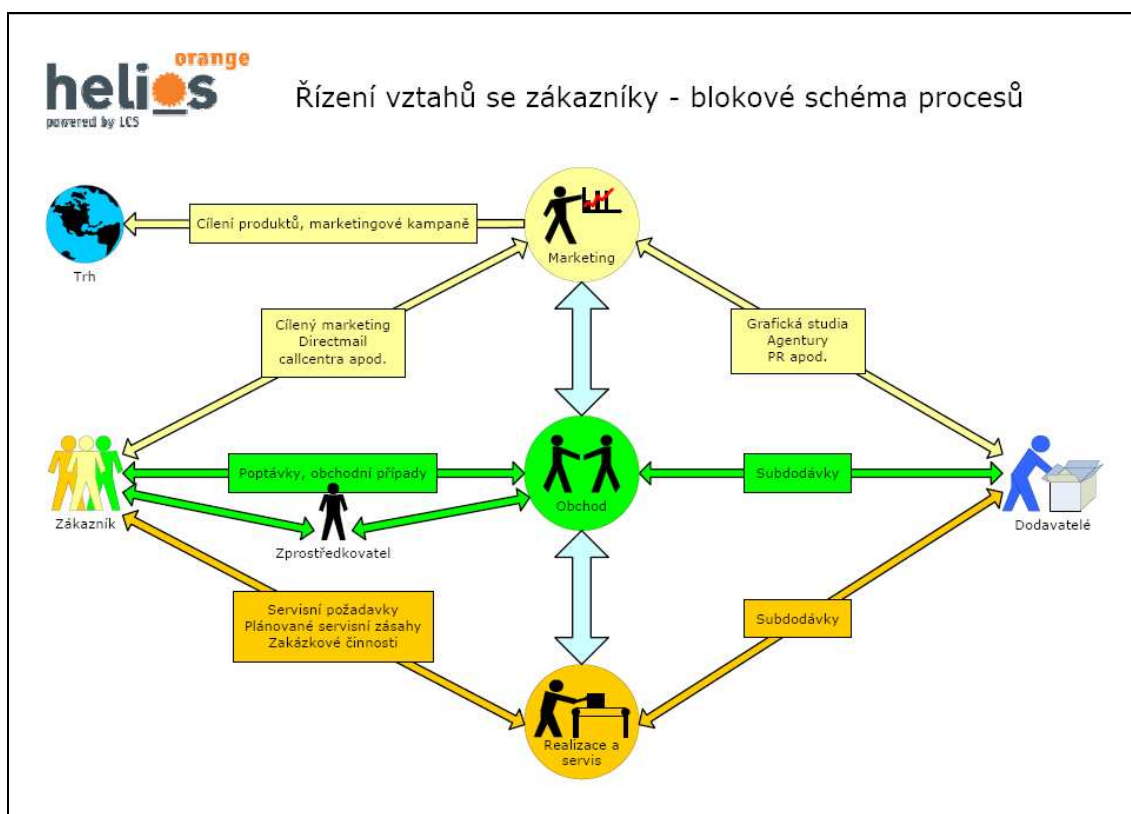 orange
helios
powered by LCS
Řízení vztahů se zákazníky - blokové schéma procesů
Cílení produktů, marketingové kampaně
Trh
Marketing
Cílený marketing
Directmail
callcentra apod.
Grafická studia
Agentury
PR apod.
Poptávky, obchodní případy
Subdodávky
Zákazník
Obchod
Dodavatelé
Zprostředkovatel
Servisní požadavky
Plánované servisní zásahy
Zakázkové činnosti
Subdodávky
Realizace a
servis